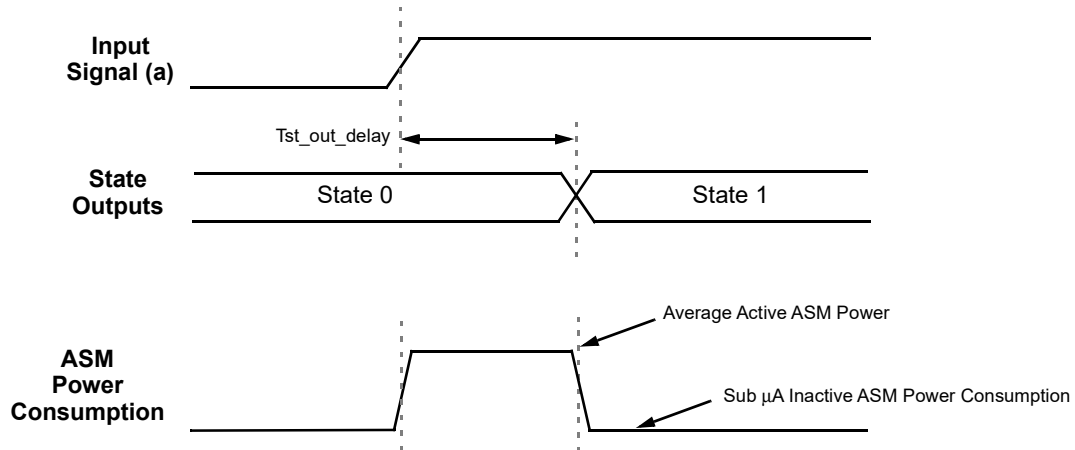 Input
Signal (a)
Tst_out_delay
State
Outputs
State 0
State 1
Average Active ASM Power
ASM
Power
Consumption
Sub μA Inactive ASM Power Consumption